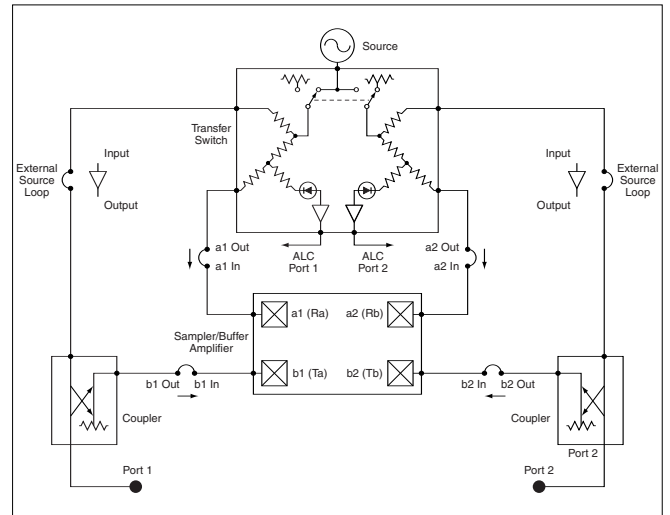 Source
Transfer
Switch
External
Source
Loop
Input
Output
Input
Output
External
Source
Loop
a1 Out
a1 In
ALC
Port 1
ALC
Port 2
a2 Out
a2 In
Sampler/Buffer
Amplifier
a1 (Ra)
a2 (Rb)
b1 (Ta)
b2 (Tb)
b1 Out
b1 In
b2 In
b2 Out
Coupler
Coupler
Port 2
Port 1
Port 2